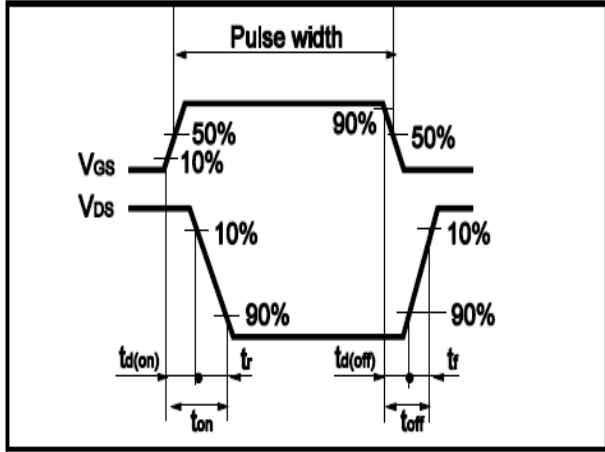 Pulse width
90%
50%
50%
10%
VGS
VDS
10%
10%
90%
90%
td(on)
tr
td(off)
tf
ton
toff